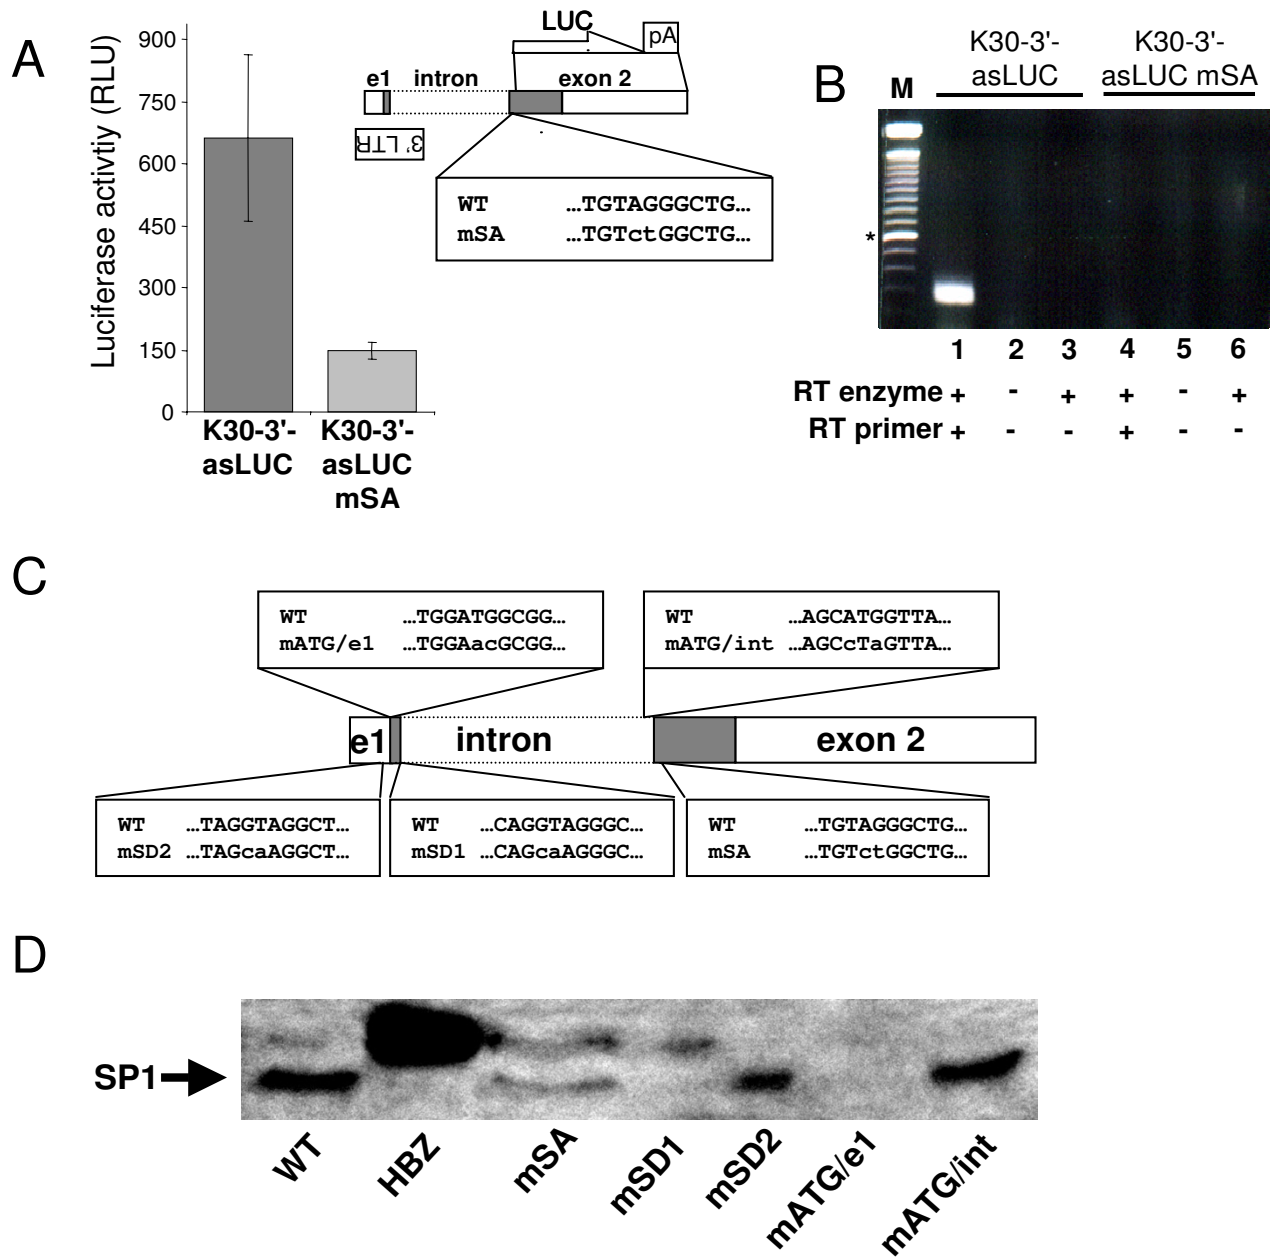 A
Luciferase activtiy (RLU)
900
750
600
450
300
150
0
K30-3'-
asLUC
K30-3'-
asLUC
mSA
LUC
pA
e1 intron exon 2
3' LTR
WT ...TGTAGGGCTG...
mSA ...TGTctGGCTG...
B
M
K30-3'-
asLUC
K30-3'-
asLUC mSA
*
1 2 3 4 5 6
RT enzyme + - + + - +
RT primer + - - + - -
C
WT ...TGGATGGCGG...
mATG/e1 ...TGGAacGCGG...
WT ...AGCATGGTTA...
mATG/int ...AGCcTaGTTA...
e1 intron exon 2
WT ...TAGGTAGGCT...
mSD2 ...TAGcaAGGCT...
WT ...CAGGTAGGGC...
mSD1 ...CAGcaAGGGC...
WT ...TGTAGGGCTG...
mSA ...TGTctGGCTG...
D
SP1
WT
HBZ
mSA
mSD1
mSD2
mATG/e1
mATG/int